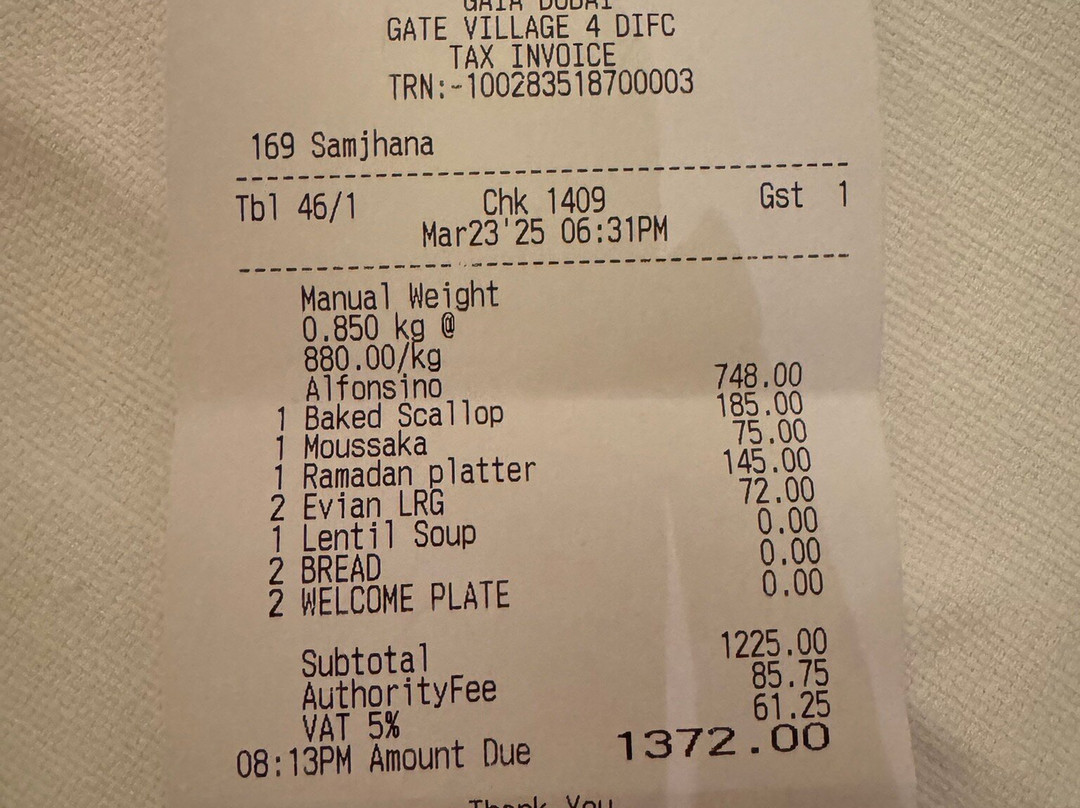 GAIA DUBAI
GATE VILLAGE 4 DIFC
TAX INVOICE
TRN:-100283518700003
169 Samjhana
Tbl 46/1 Chk 1409 Gst 1
Mar23'25 06:31PM
Manual Weight
0.850 kg @
880.00/kg
Alfonsino 748.00
1 Baked Scallop 185.00
1 Moussaka 75.00
1 Ramadan platter 145.00
2 Evian LRG 72.00
1 Lentil Soup 0.00
2 BREAD 0.00
2 WELCOME PLATE 0.00
Subtotal 1225.00
AuthorityFee 85.75
VAT 5% 61.25
08:13PM Amount Due 1372.00
Thank You